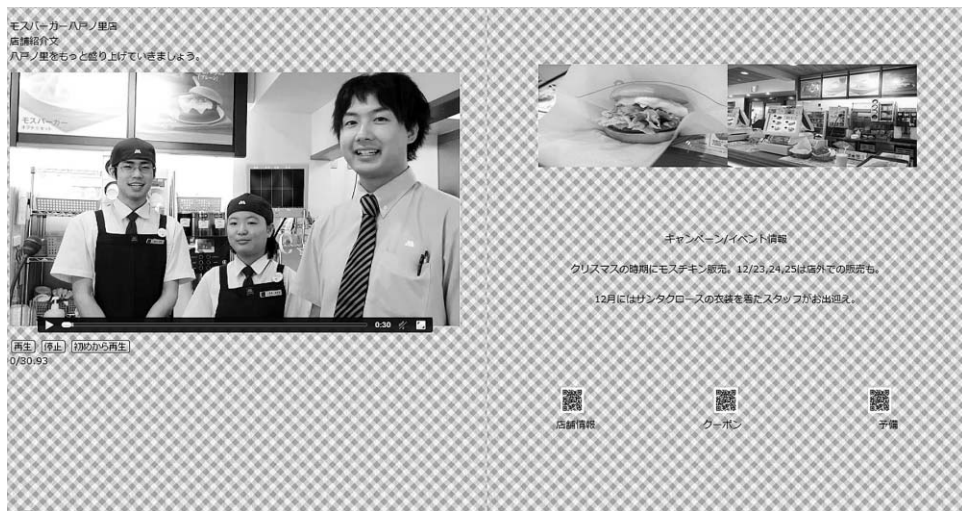 モスバーガー八戸ノ里店
店舗紹介文
八戸ノ里をもっと盛り上げていきましょう。
モスバーガー
0:30
再生 停止 初めから再生
0/30.93
キャンペーン/イベント情報
クリスマスの時期にモスチキン販売。12/23,24,25は店外での販売も。
12月にはサンタクロースの衣装を着たスタッフがお出迎え。
店舗情報 クーポン 予備